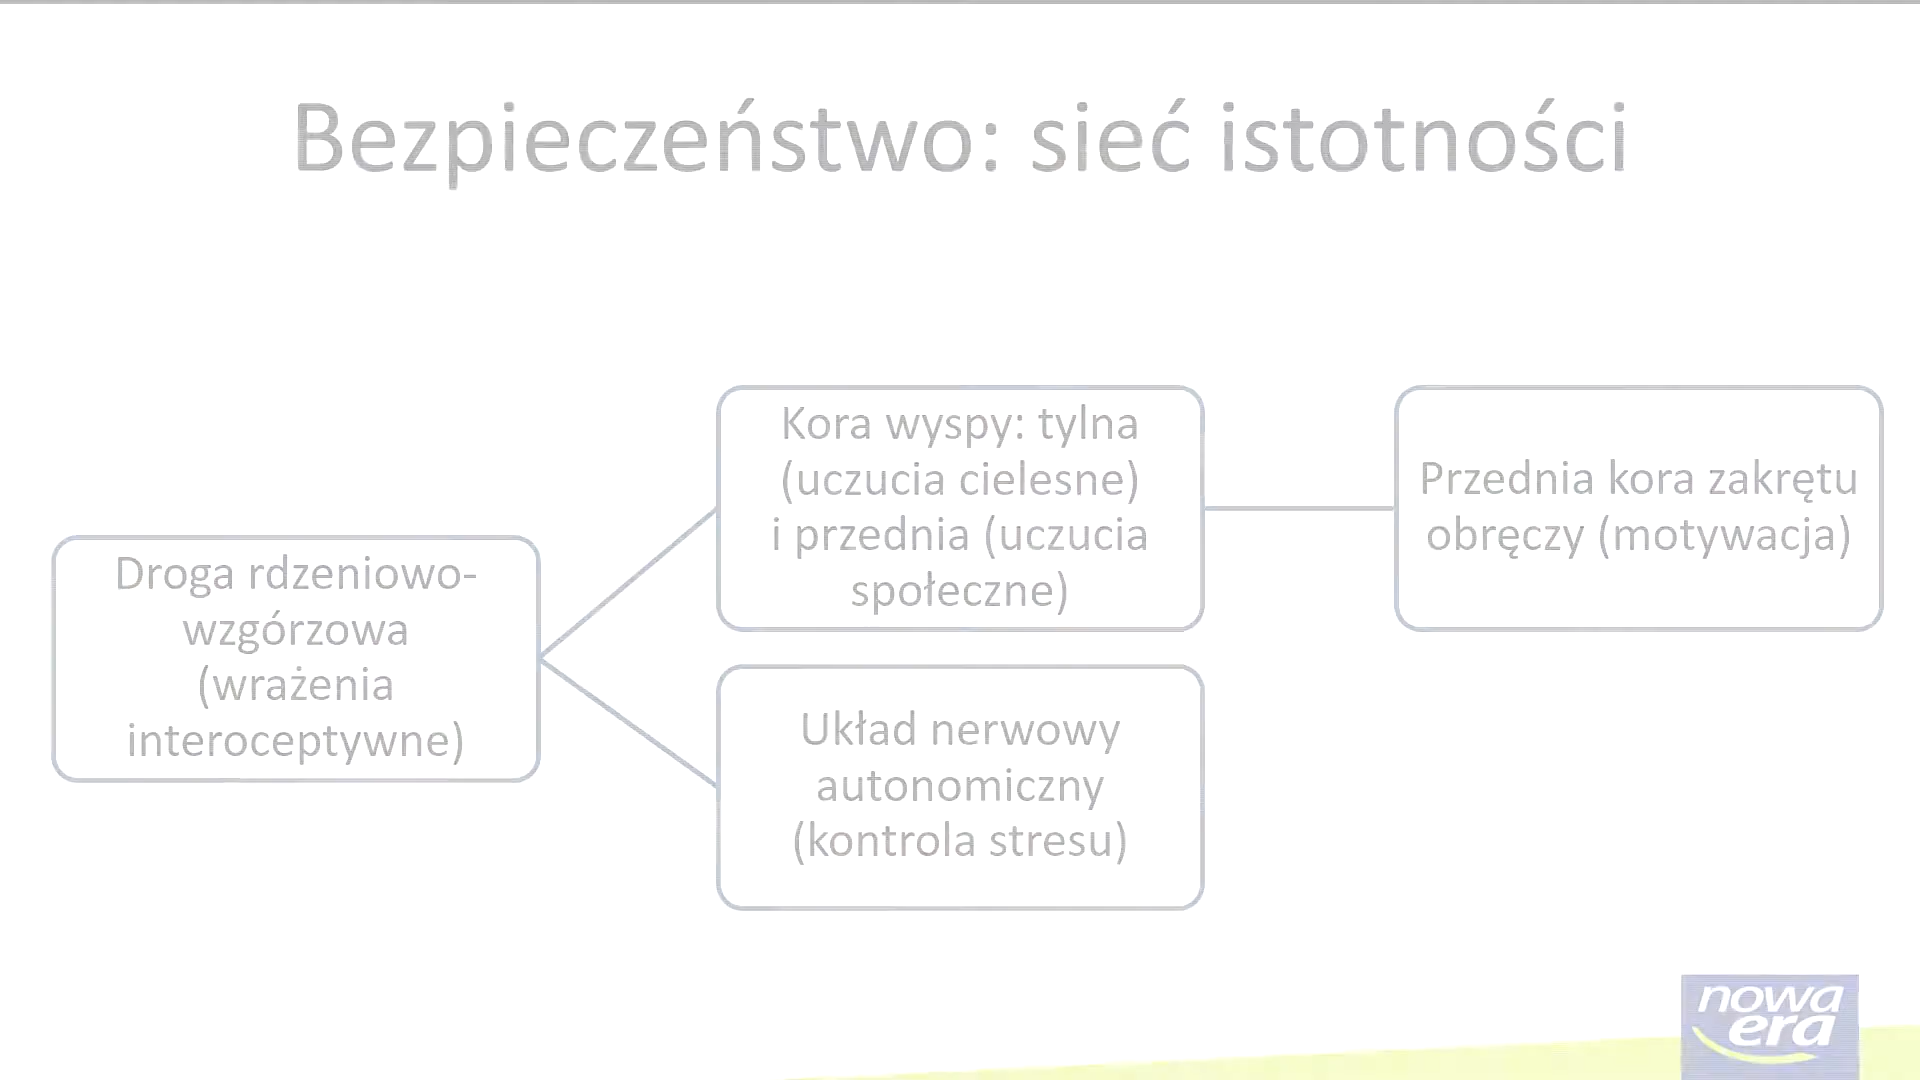 Bezpieczeństwo: sieć istotności
Droga rdzeniowo-
wzgórzowa
(wrażenia
interoceptywne)
Kora wyspy: tylna
(uczucia cielesne)
i przednia (uczucia
społeczne)
Układ nerwowy
autonomiczny
(kontrola stresu)
Przednia kora zakrętu
obręczy (motywacja)
nowa
era